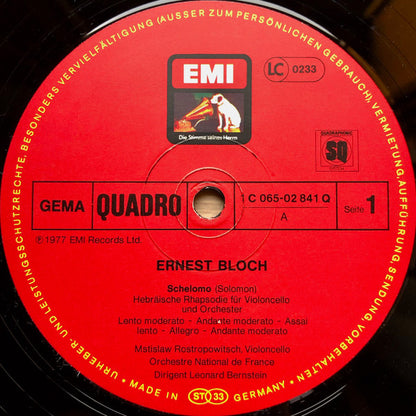 URHEBER- UND LEISTUNGSSCHUTZRECHTE, BESONDERS VERVIELFÄLTIGUNG (AUSSER ZUM PERSÖNLICHEN GEBRAUCH), VERMIETUNG, AUFFÜHRUNG, SENDUNG, VORBEHALTEN
EMI
LC 0233
Die Stimme seines Herrn
QUADRAPHONIC
SQ
GEMA
QUADRO
1 C 065-02 841 Q
A
Seite 1
℗ 1977 EMI Records Ltd.
ERNEST BLOCH
Schelomo (Solomon)
Hebräische Rhapsodie für Violoncello
und Orchester
Lento moderato - Andante moderato - Assai
lento - Allegro - Andante moderato
Mstislaw Rostropowitsch, Violoncello
Orchestre National de France
Dirigent Leonard Bernstein
• MADE IN ST 33 GERMANY •